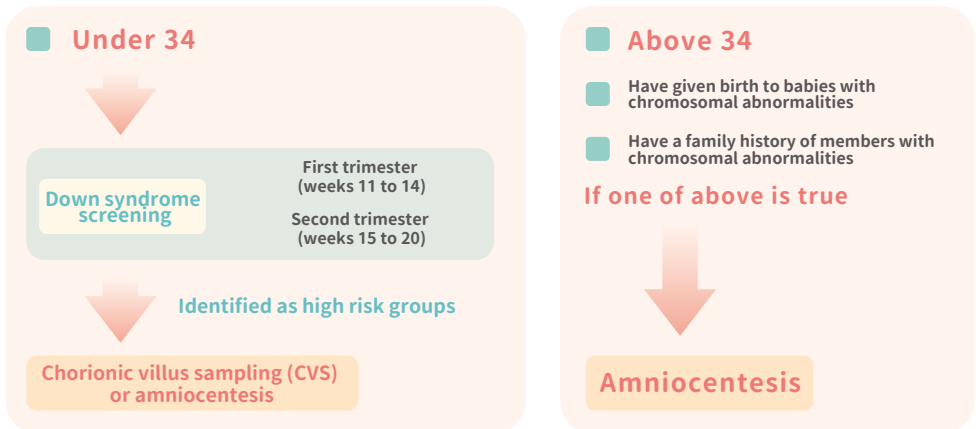 Under 34
Down syndrome
screening
First trimester
(weeks 11 to 14)
Second trimester
(weeks 15 to 20)
Identified as high risk groups
Chorionic villus sampling (CVS)
or amniocentesis
Above 34
Have given birth to babies with
chromosomal abnormalities
Have a family history of members with
chromosomal abnormalities
If one of above is true
Amniocentesis